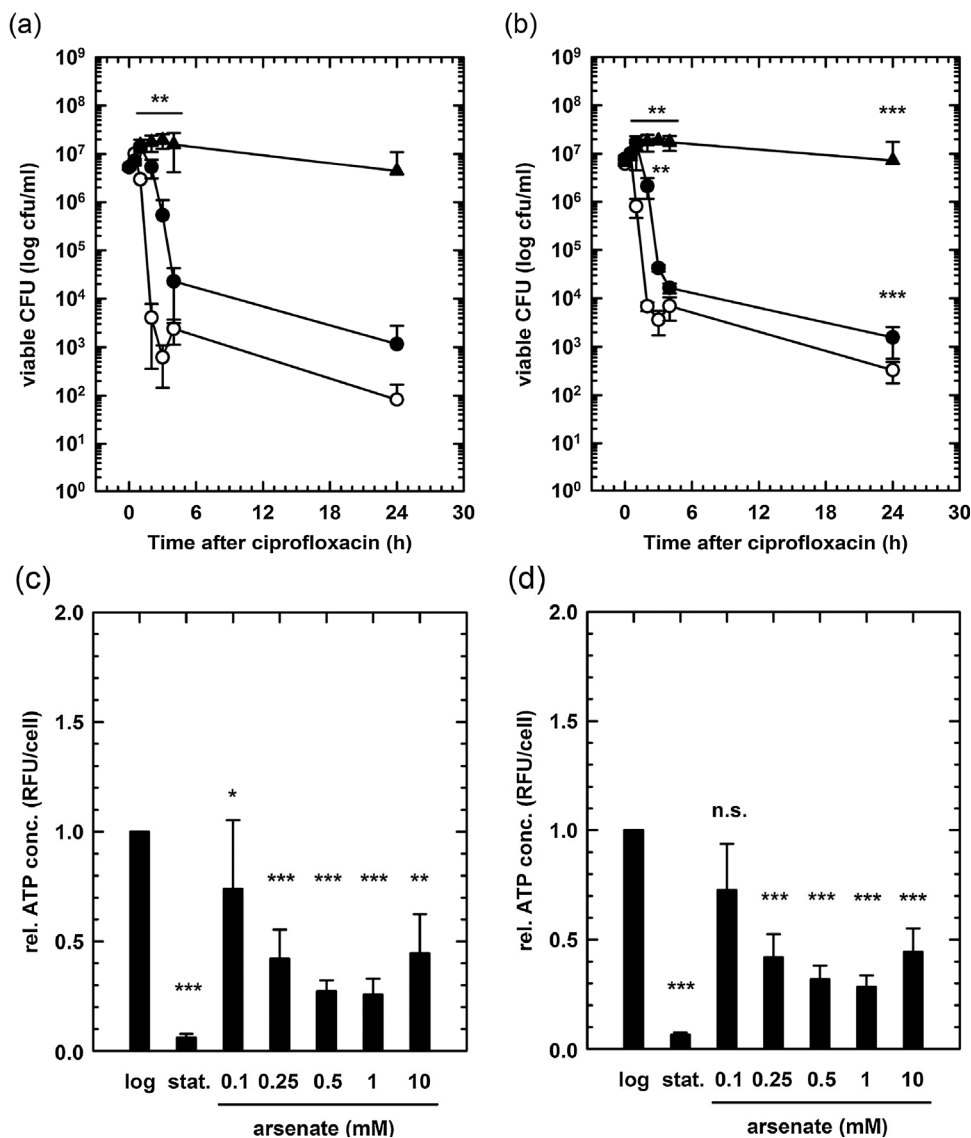 (a)
10⁹
10⁸
10⁷
10⁶
10⁵
10⁴
10³
10²
10¹
10⁰
viable CFU (log cfu/ml)
**
0 6 12 18 24 30
Time after ciprofloxacin (h)
(b)
10⁹
10⁸
10⁷
10⁶
10⁵
10⁴
10³
10²
10¹
10⁰
viable CFU (log cfu/ml)
** ***
**
***
0 6 12 18 24 30
Time after ciprofloxacin (h)
(c)
2.0
1.5
1.0
0.5
0.0
rel. ATP conc. (RFU/cell)
*** * *** *** *** **
log stat. 0.1 0.25 0.5 1 10
arsenate (mM)
(d)
2.0
1.5
1.0
0.5
0.0
rel. ATP conc. (RFU/cell)
*** n.s. *** *** *** ***
log stat. 0.1 0.25 0.5 1 10
arsenate (mM)